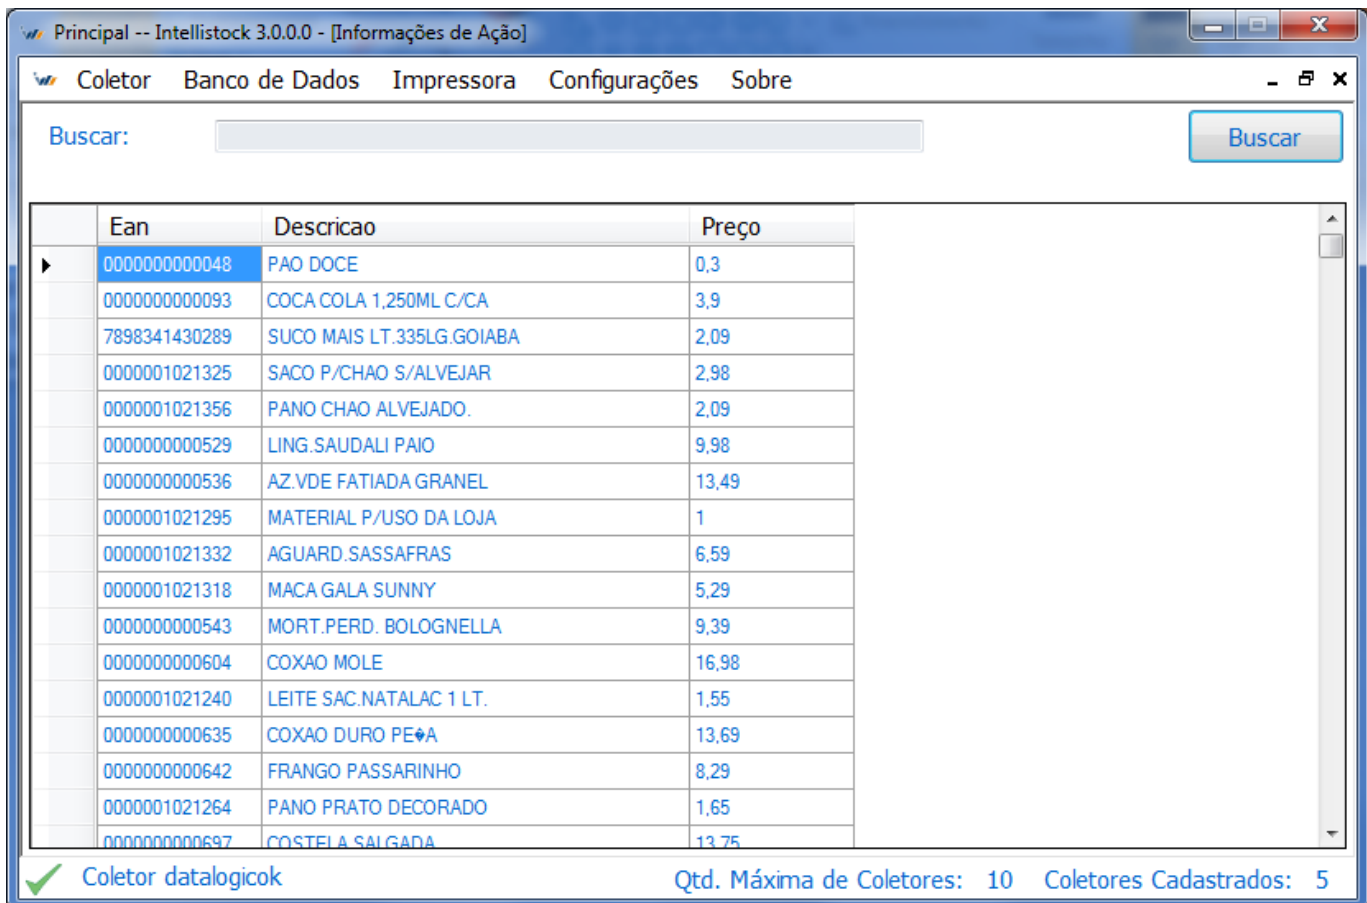 Principal -- Intellistock 3.0.0.0 - [Informações de Ação]
Coletor Banco de Dados Impressora Configurações Sobre
Buscar: Buscar
Ean Descricao Preço
0000000000048 PAO DOCE 0,3
0000000000093 COCA COLA 1,250ML C/CA 3,9
7898341430289 SUCO MAIS LT.335LG.GOIABA 2,09
0000001021325 SACO P/CHAO S/ALVEJAR 2,98
0000001021356 PANO CHAO ALVEJADO. 2,09
0000000000529 LING.SAUDALI PAIO 9,98
0000000000536 AZ.VDE FATIADA GRANEL 13,49
0000001021295 MATERIAL P/USO DA LOJA 1
0000001021332 AGUARD.SASSAFRAS 6,59
0000001021318 MACA GALA SUNNY 5,29
0000000000543 MORT.PERD. BOLOGNELLA 9,39
0000000000604 COXAO MOLE 16,98
0000001021240 LEITE SAC.NATALAC 1 LT. 1,55
0000000000635 COXAO DURO PE�A 13,69
0000000000642 FRANGO PASSARINHO 8,29
0000001021264 PANO PRATO DECORADO 1,65
0000000000697 COSTELA SALGADA 13,75
Coletor datalogicok Qtd. Máxima de Coletores: 10 Coletores Cadastrados: 5